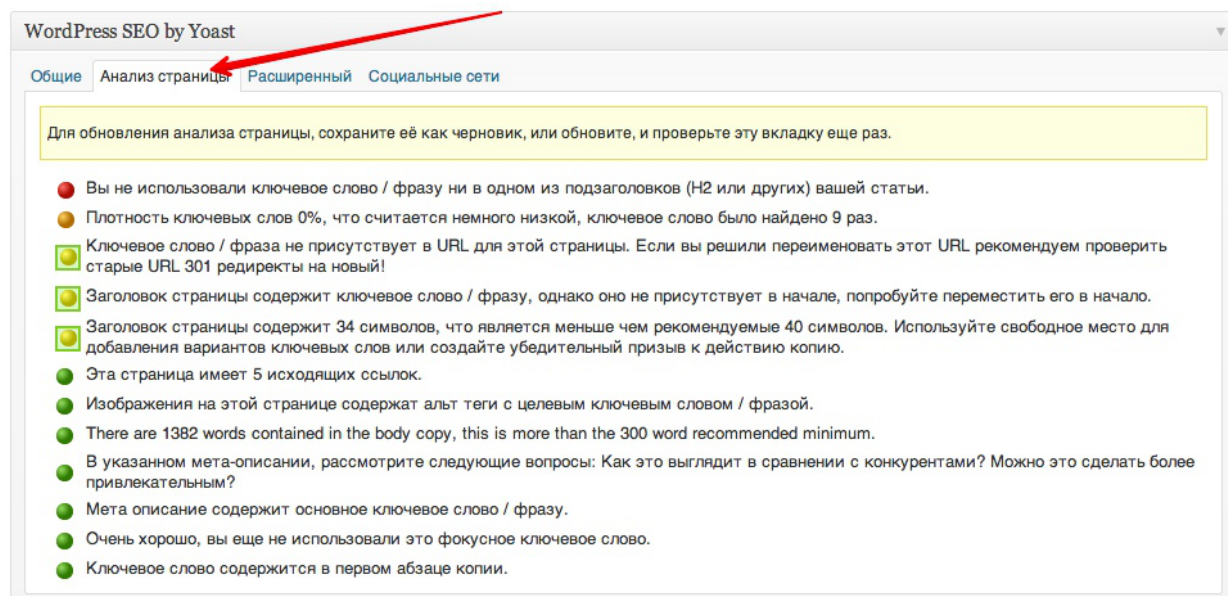 WordPress SEO by Yoast
Общие Анализ страницы Расширенный Социальные сети
Для обновления анализа страницы, сохраните её как черновик, или обновите, и проверьте эту вкладку еще раз.
Вы не использовали ключевое слово / фразу ни в одном из подзаголовков (H2 или других) вашей статьи.
Плотность ключевых слов 0%, что считается немного низкой, ключевое слово было найдено 9 раз.
Ключевое слово / фраза не присутствует в URL для этой страницы. Если вы решили переименовать этот URL рекомендуем проверить
старые URL 301 редиректы на новый!
Заголовок страницы содержит ключевое слово / фразу, однако оно не присутствует в начале, попробуйте переместить его в начало.
Заголовок страницы содержит 34 символов, что является меньше чем рекомендуемые 40 символов. Используйте свободное место для
добавления вариантов ключевых слов или создайте убедительный призыв к действию копию.
Эта страница имеет 5 исходящих ссылок.
Изображения на этой странице содержат альт теги с целевым ключевым словом / фразой.
There are 1382 words contained in the body copy, this is more than the 300 word recommended minimum.
В указанном мета-описании, рассмотрите следующие вопросы: Как это выглядит в сравнении с конкурентами? Можно это сделать более
привлекательным?
Мета описание содержит основное ключевое слово / фразу.
Очень хорошо, вы еще не использовали это фокусное ключевое слово.
Ключевое слово содержится в первом абзаце копии.